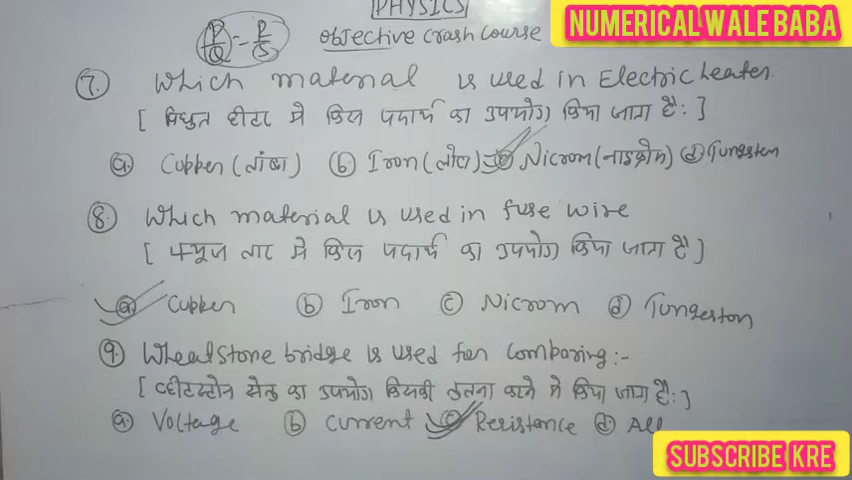 PHYSICS
NUMERICAL WALE BABA
P/Q = R/S objective crash course
7. Which material is used in Electric heater
[ विधुत हीटर मे किस पदार्थ का उपयोग किया जाता है: ]
a. Cupper (तांबा) b Iron (लोहा) c Nicrom (नाइक्रोम) d Tungsten
8. Which material is used in fuse wire
[ फ्यूज तार मे किस पदार्थ का उपयोग किया जाता है ]
a. Cupper b Iron c Nicrom d Tungeston
9. Wheatstone bridge is used for comparing :-
[ व्हीटस्टोन सेतु का उपयोग किसकी तुलना करने मे किया जाता है: ]
a. Voltage b current c Resistence d. All
SUBSCRIBE KRE